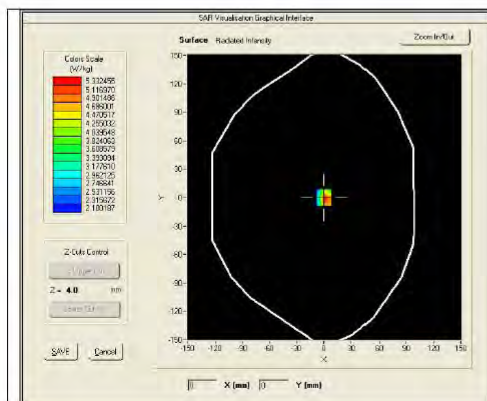 SAR Visualisation Graphical Interface
Surface Radiated Intensity
Zoom In/Out
Colors Scale
(W/kg)
5.332455
5.116970
4.901486
4.686001
4.470517
4.255032
4.039548
3.824063
3.608579
3.393094
3.177610
2.962125
2.746641
2.531156
2.315672
2.100187
Z-Cuts Control
Z = 4.0 mm
SAVE
Cancel
150
120
90
60
30
Y
-0
-30
-60
-90
-120
-150
-150 -120 -90 -60 -30 0 30 60 90 120 150
X
0 X (mm) 0 Y (mm)